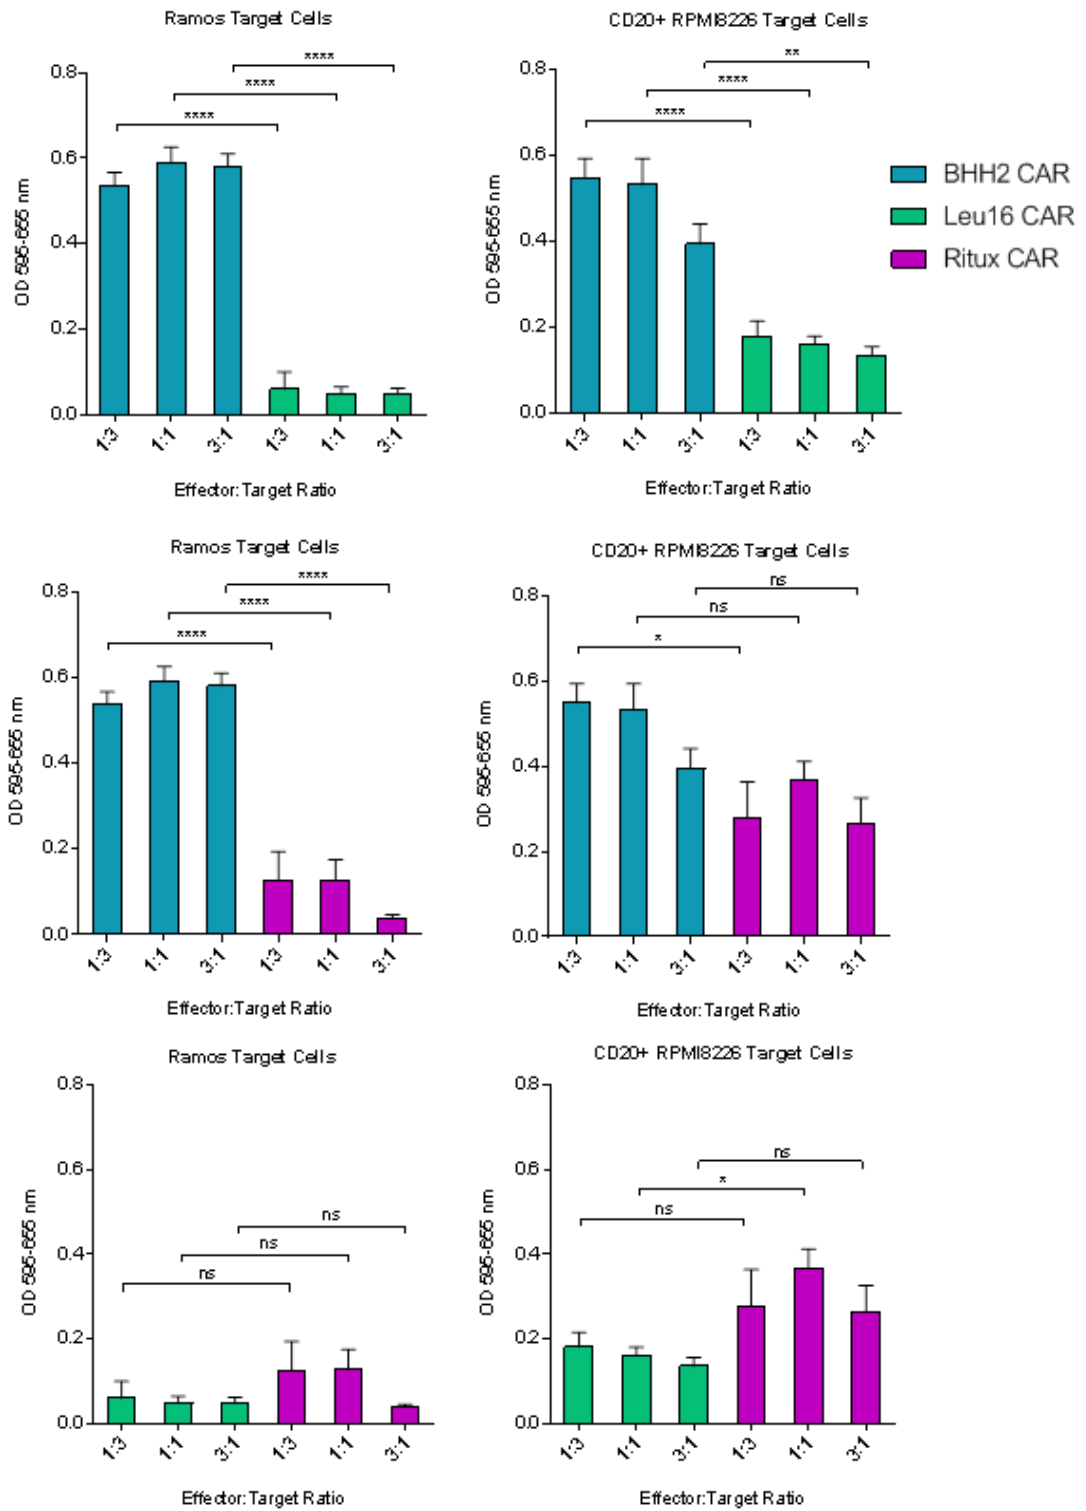 Ramos Target Cells
CD20+ RPMI8226 Target Cells
****
**
****
****
****
****
0.8
0.6
0.4
0.2
0.0
OD 595-655 nm
1:3
1:1
3:1
1:3
1:1
3:1
Effector:Target Ratio
0.8
0.6
0.4
0.2
0.0
OD 595-655 nm
1:3
1:1
3:1
1:3
1:1
3:1
Effector:Target Ratio
BHH2 CAR
Leu16 CAR
Ritux CAR
Ramos Target Cells
CD20+ RPMI8226 Target Cells
****
ns
****
ns
****
*
0.8
0.6
0.4
0.2
0.0
OD 595-655 nm
1:3
1:1
3:1
1:3
1:1
3:1
Effector:Target Ratio
0.8
0.6
0.4
0.2
0.0
OD 595-655 nm
1:3
1:1
3:1
1:3
1:1
3:1
Effector:Target Ratio
Ramos Target Cells
CD20+ RPMI8226 Target Cells
ns
ns
ns
0.8
0.6
0.4
0.2
0.0
OD 595-655 nm
1:3
1:1
3:1
1:3
1:1
3:1
Effector:Target Ratio
ns
*
ns
0.8
0.6
0.4
0.2
0.0
OD 595-655 nm
1:3
1:1
3:1
1:3
1:1
3:1
Effector:Target Ratio